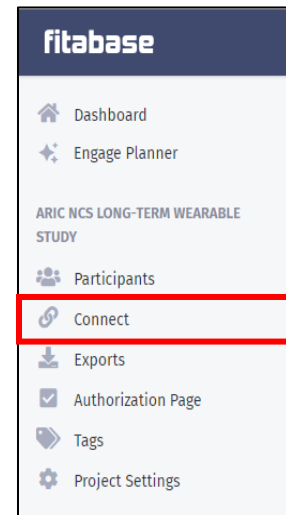 fitabase
Dashboard
Engage Planner
ARIC NCS LONG-TERM WEARABLE
STUDY
Participants
Connect
Exports
Authorization Page
Tags
Project Settings